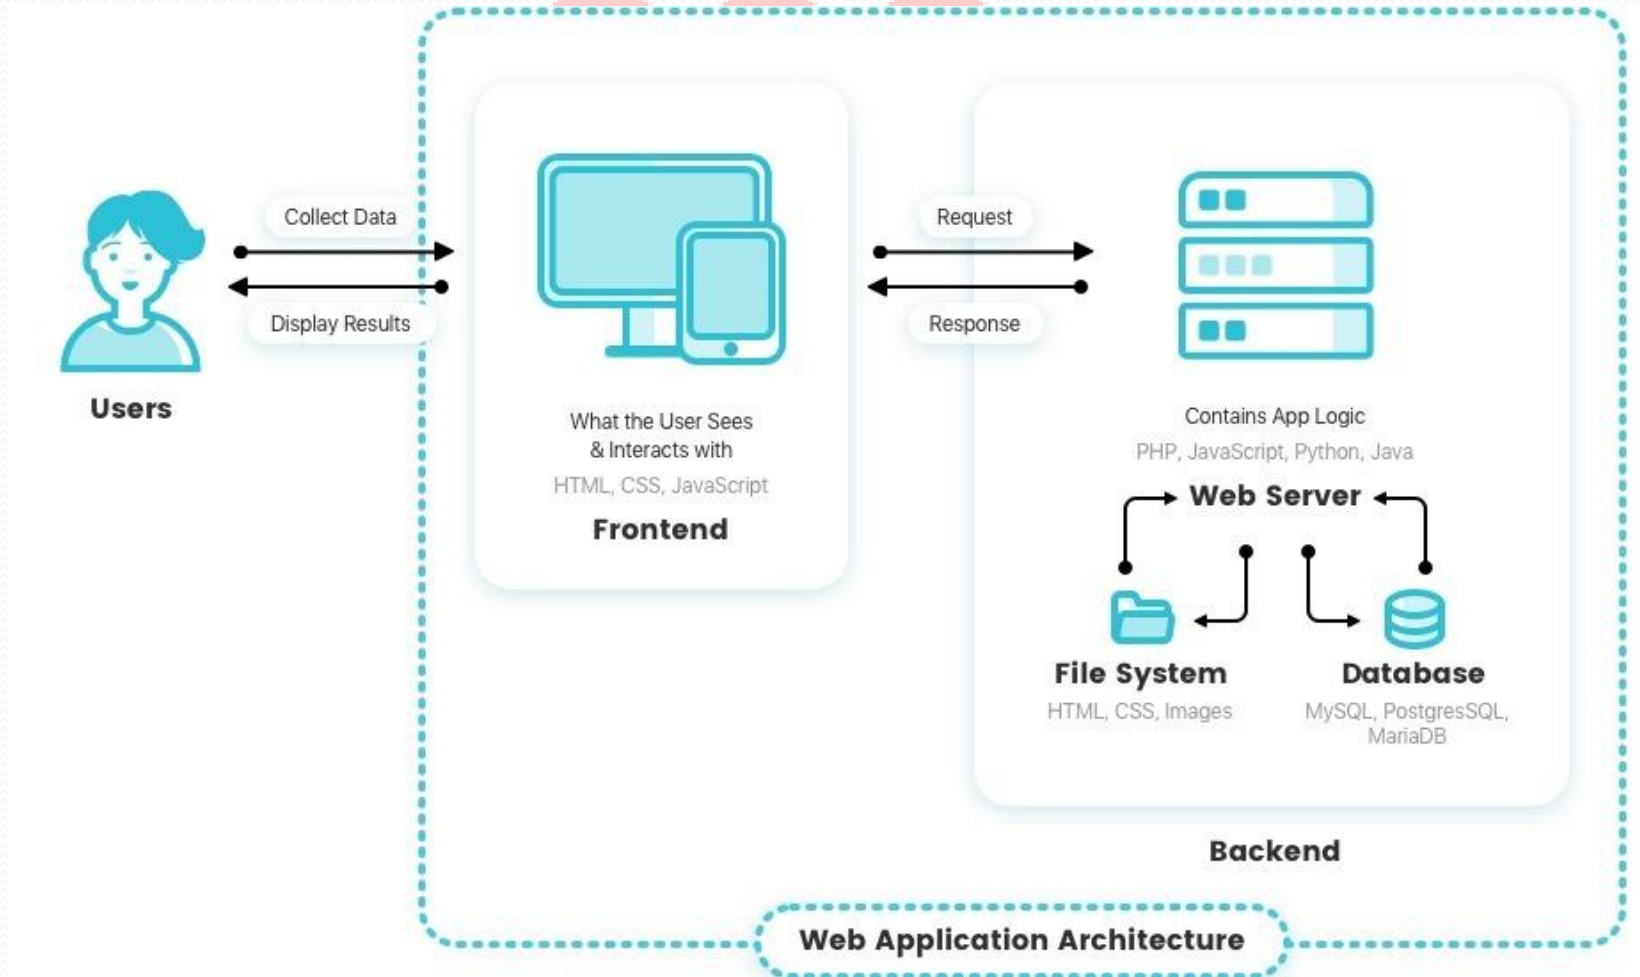 Collect Data
Display Results
Users
What the User Sees
& Interacts with
HTML, CSS, JavaScript
Frontend
Request
Response
Contains App Logic
PHP, JavaScript, Python, Java
Web Server
File System
HTML, CSS, Images
Database
MySQL, PostgresSQL,
MariaDB
Backend
Web Application Architecture